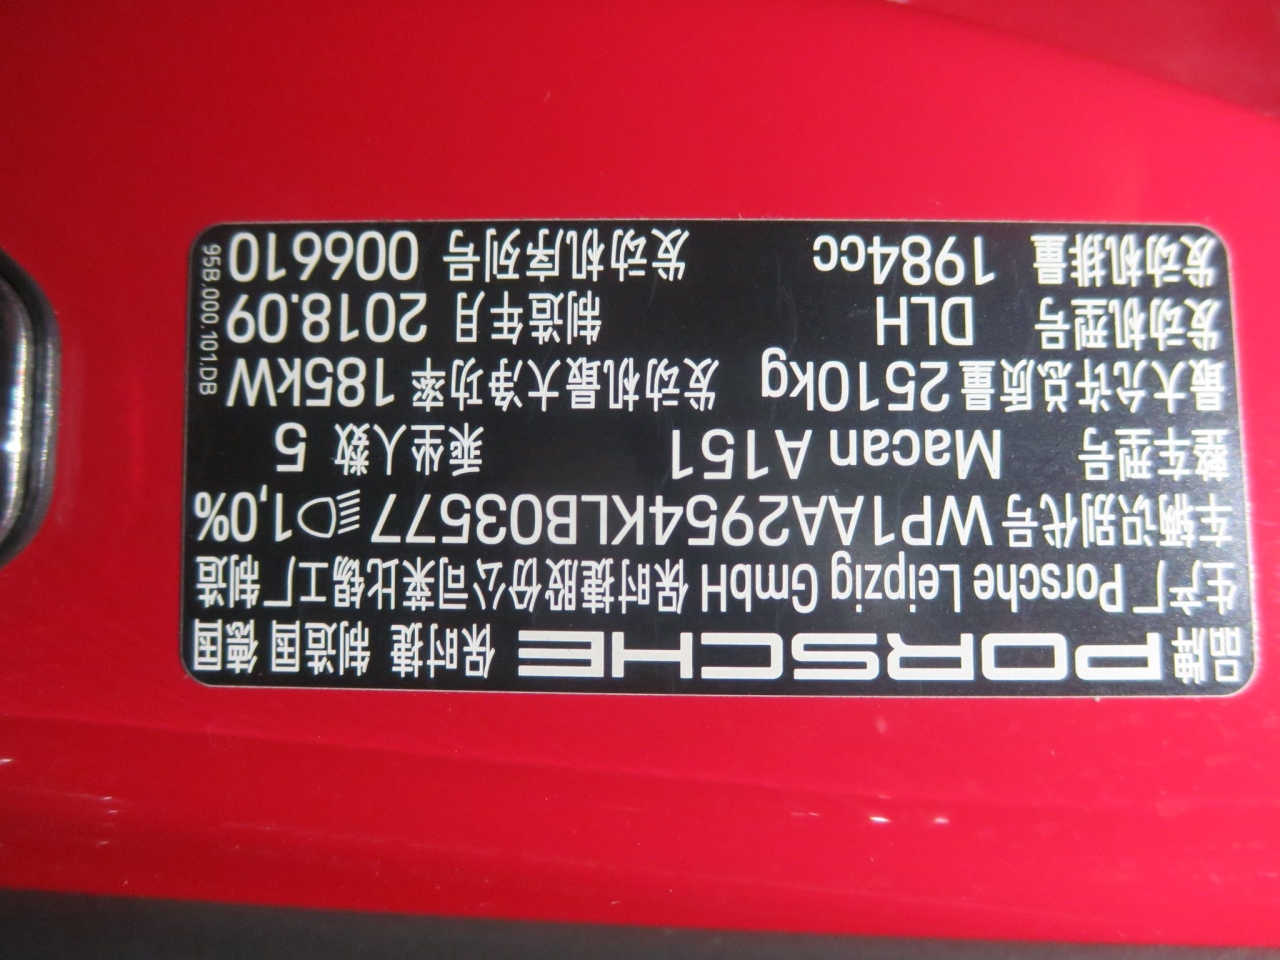 品牌 PORSCHE 保时捷 制造国 德国
生产厂 Porsche Leipzig GmbH 保时捷股份公司莱比锡工厂制造
车辆识别代号 WP1AA2954KLB03577 1,0%
整车型号 Macan A151 乘坐人数 5
最大允许总质量 2510kg 发动机最大净功率 185kW
发动机型号 DLH 制造年月 2018.09
发动机排量 1984cc 发动机序列号 006610
95B.000.101.DB